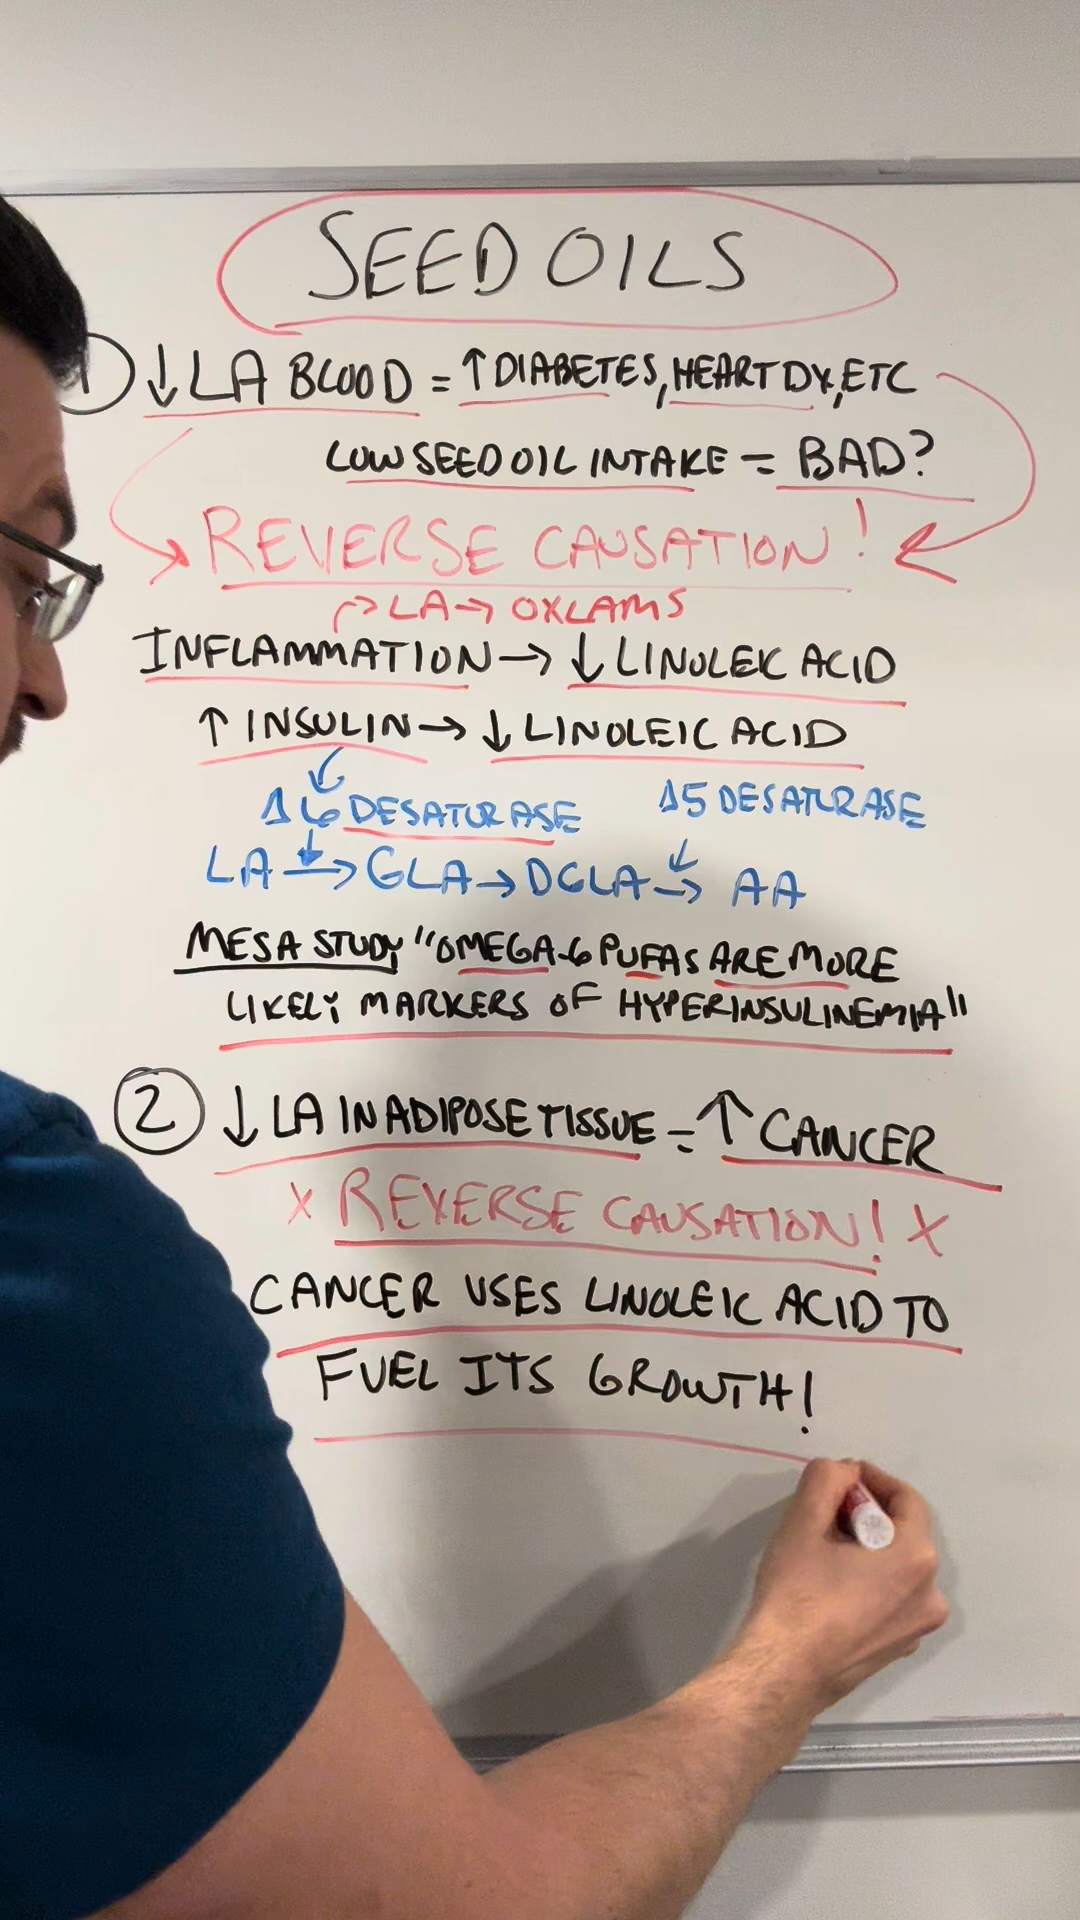 SEED OILS
1) ↓ LA BLOOD = ↑ DIABETES, HEART DX, ETC
LOW SEED OIL INTAKE = BAD?
REVERSE CAUSATION!
→ LA → OXLAMS
INFLAMMATION → ↓ LINOLEIC ACID
↑ INSULIN → ↓ LINOLEIC ACID
Δ6 DESATURASE Δ5 DESATURASE
LA → GLA → DGLA → AA
MESA STUDY "OMEGA-6 PUFAS ARE MORE
LIKELY MARKERS OF HYPERINSULINEMIA"
2 ↓ LA IN ADIPOSE TISSUE = ↑ CANCER
X REVERSE CAUSATION! X
CANCER USES LINOLEIC ACID TO
FUEL ITS GROWTH!